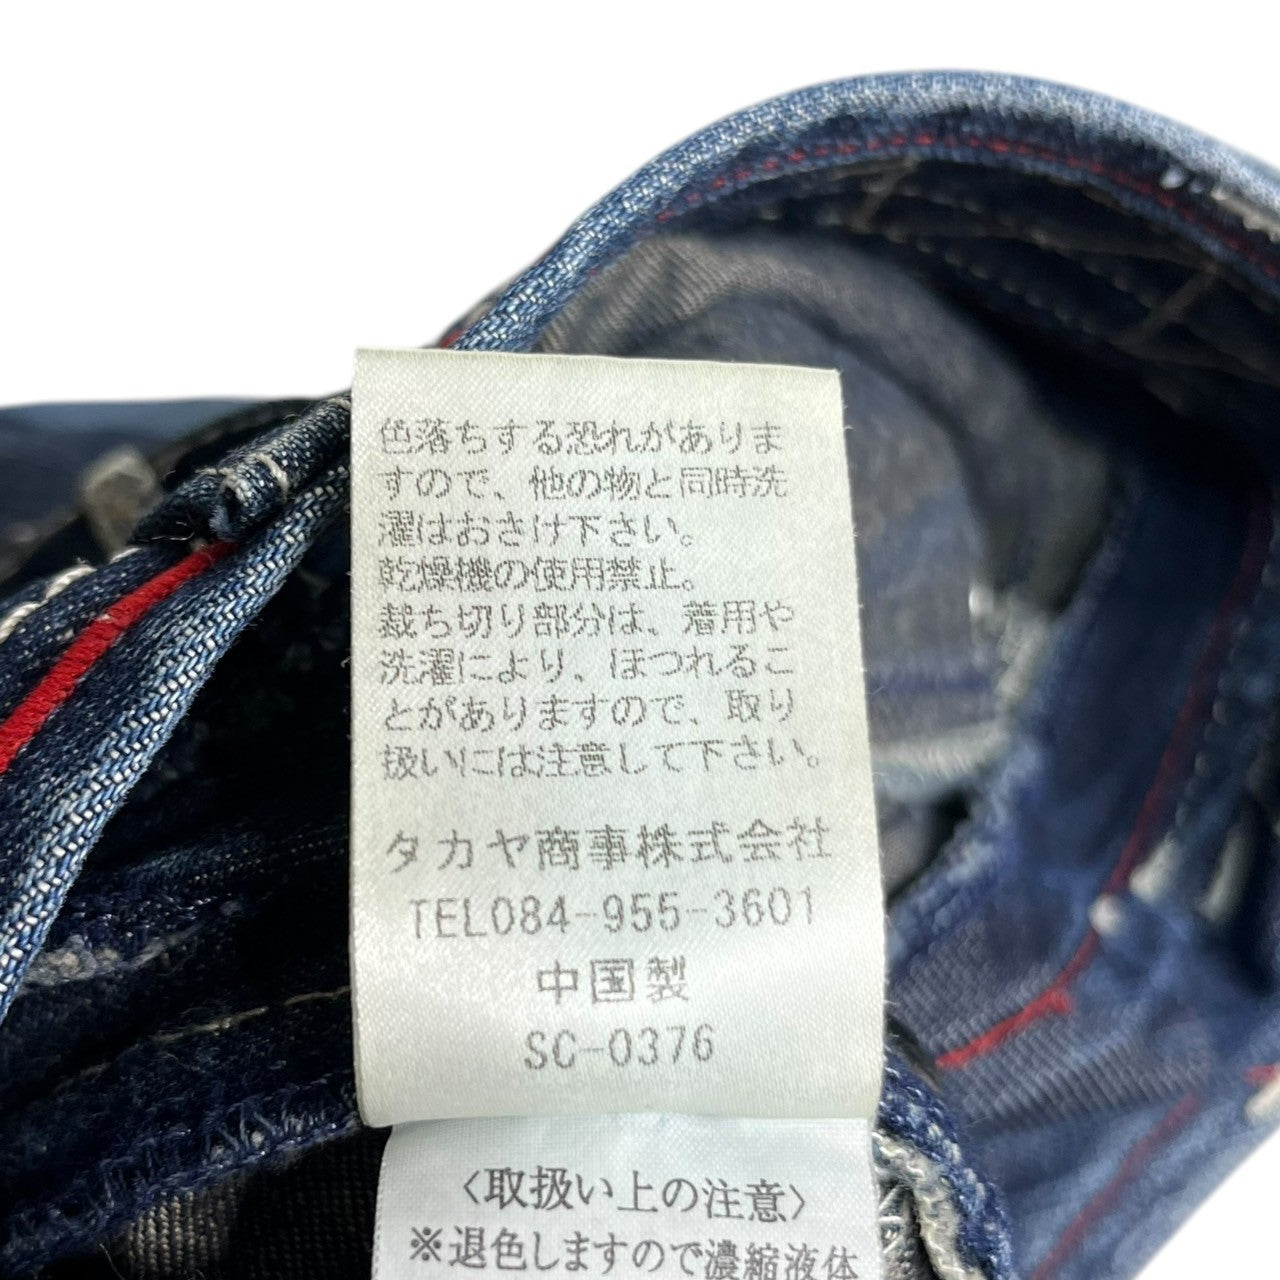 色落ちする恐れがありま
すので、他の物と同時洗
濯はおさけ下さい。
乾燥機の使用禁止。
裁ち切り部分は、着用や
洗濯により、ほつれるこ
とがありますので、取り
扱いには注意して下さい。
タカヤ商事株式会社
TEL084-955-3601
中国製
SC-0376
〈取扱い上の注意〉
※退色しますので濃縮液体